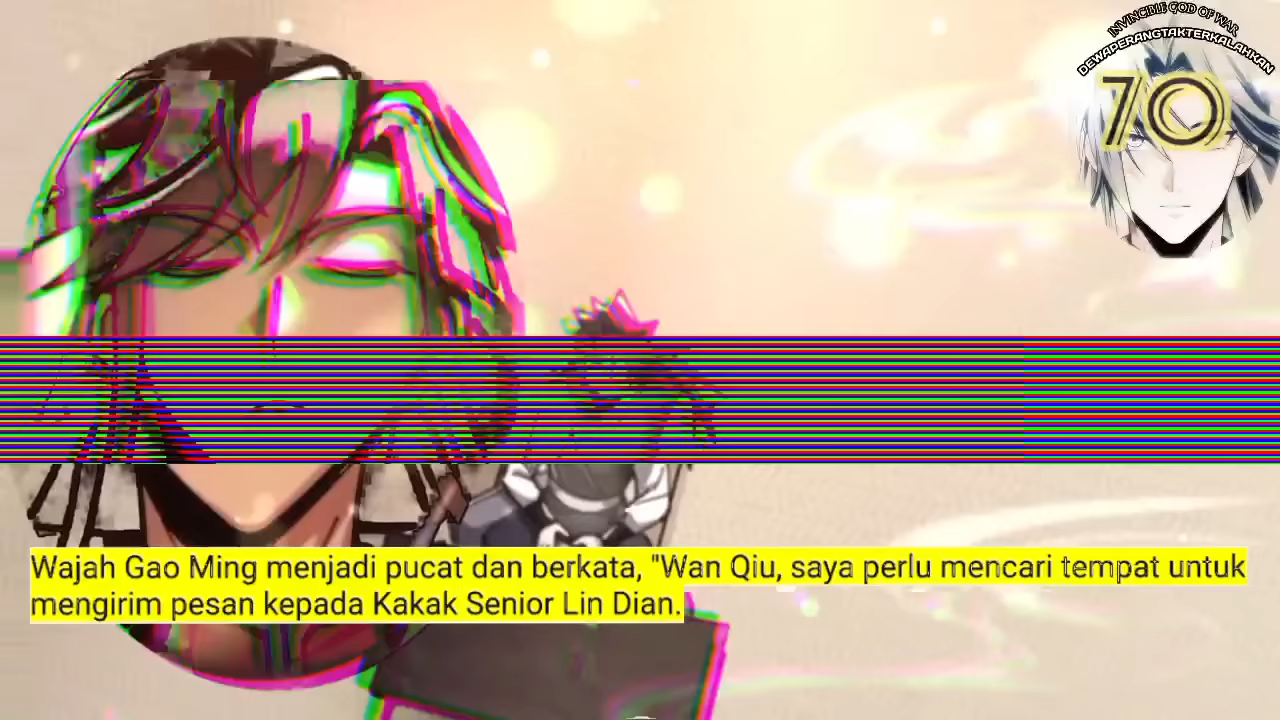 INVINCIBLE GOD OF WAR
DEWAPERANGTAKTERKALAHKAN
70
Wajah Gao Ming menjadi pucat dan berkata, "Wan Qiu, saya perlu mencari tempat untuk
mengirim pesan kepada Kakak Senior Lin Dian.